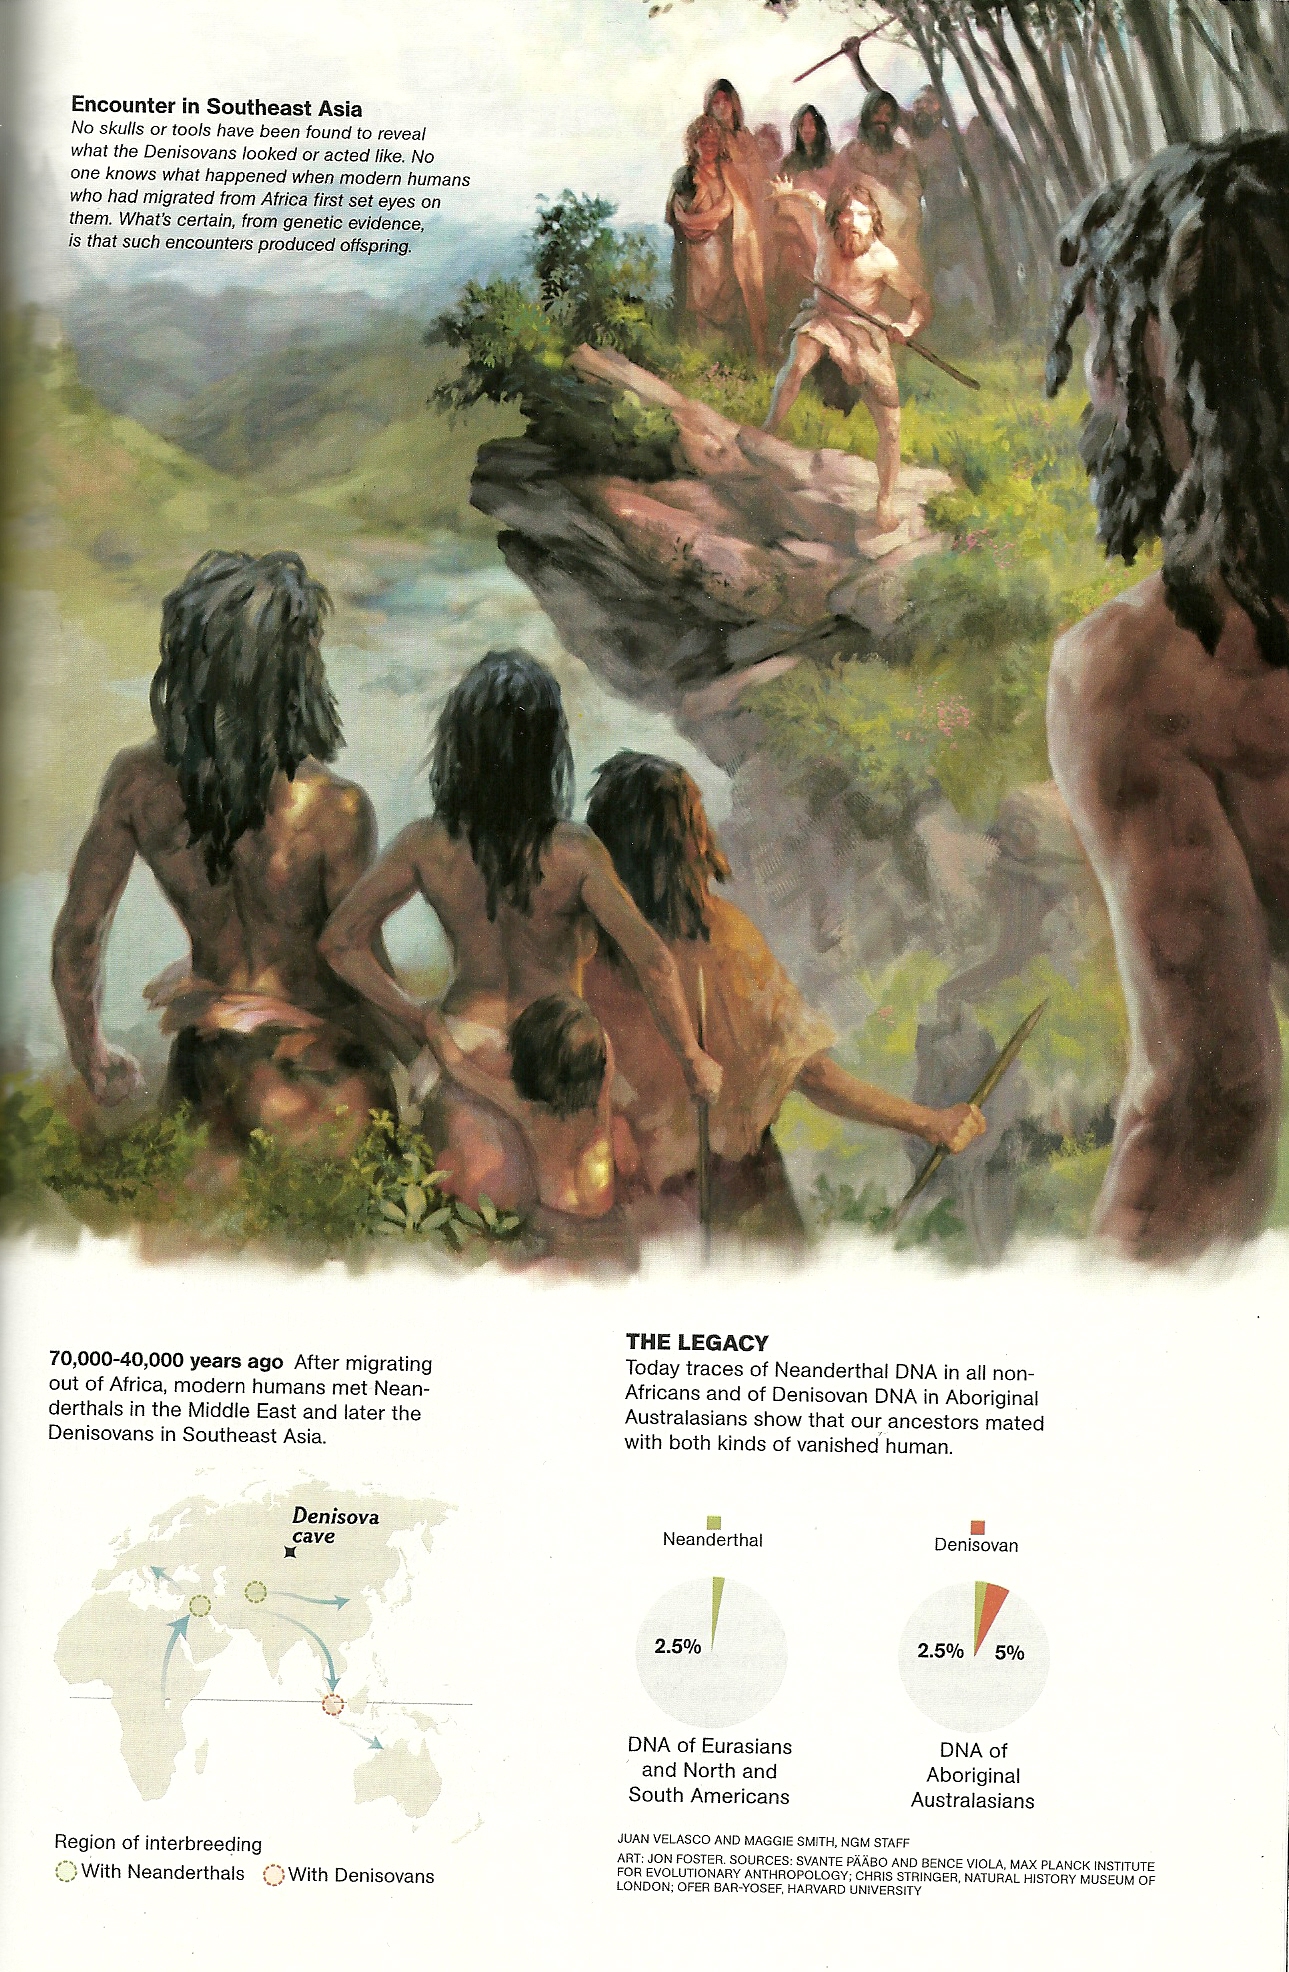 Encounter in Southeast Asia
No skulls or tools have been found to reveal
what the Denisovans looked or acted like. No
one knows what happened when modern humans
who had migrated from Africa first set eyes on
them. What's certain, from genetic evidence,
is that such encounters produced offspring.
70,000-40,000 years ago After migrating
out of Africa, modern humans met Nean-
derthals in the Middle East and later the
Denisovans in Southeast Asia.
Denisova
cave
Region of interbreeding
With Neanderthals With Denisovans
THE LEGACY
Today traces of Neanderthal DNA in all non-
Africans and of Denisovan DNA in Aboriginal
Australasians show that our ancestors mated
with both kinds of vanished human.
Neanderthal
2.5%
DNA of Eurasians
and North and
South Americans
Denisovan
2.5% 5%
DNA of
Aboriginal
Australasians
JUAN VELASCO AND MAGGIE SMITH, NGM STAFF
ART: JON FOSTER. SOURCES: SVANTE PÄÄBO AND BENCE VIOLA, MAX PLANCK INSTITUTE
FOR EVOLUTIONARY ANTHROPOLOGY; CHRIS STRINGER, NATURAL HISTORY MUSEUM OF
LONDON; OFER BAR-YOSEF, HARVARD UNIVERSITY